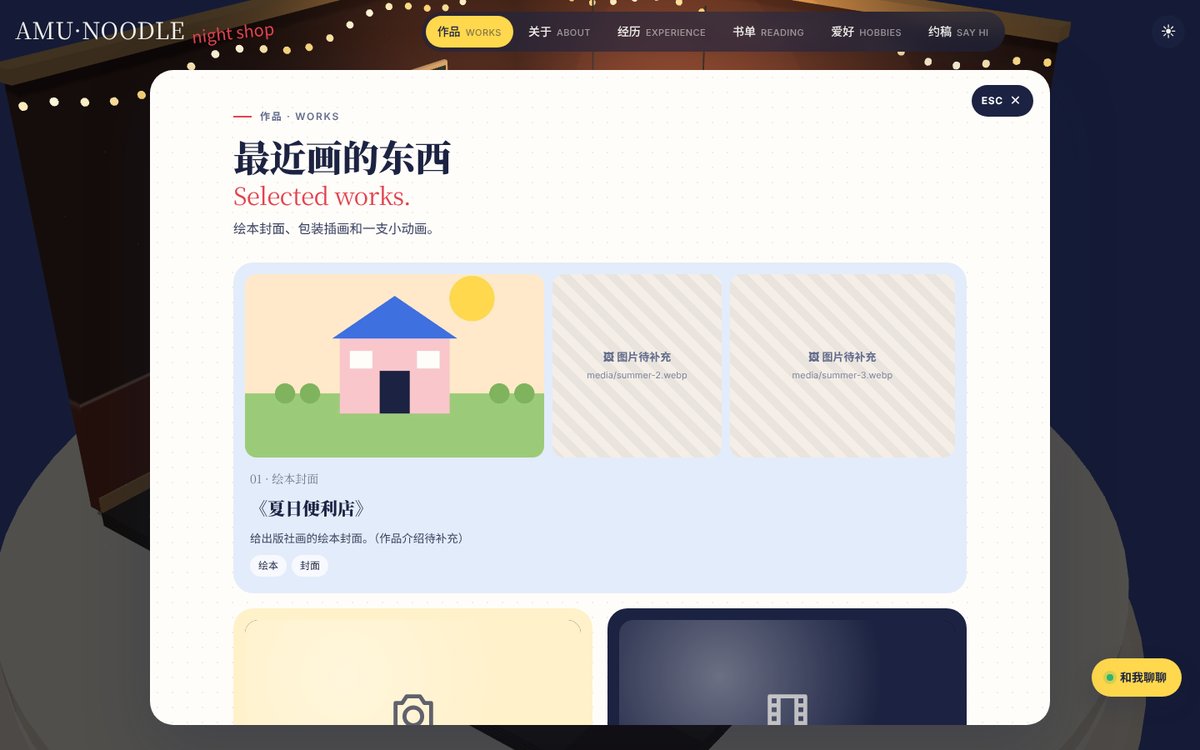 AMU·NOODLE night shop
作品 WORKS 关于 ABOUT 经历 EXPERIENCE 书单 READING 爱好 HOBBIES 约稿 SAY HI
ESC ✕
作品 · WORKS
最近画的东西
Selected works.
绘本封面、包装插画和一支小动画。
图片待补充
media/summer-2.webp
图片待补充
media/summer-3.webp
01 · 绘本封面
《夏日便利店》
给出版社画的绘本封面。（作品介绍待补充）
绘本 封面
和我聊聊